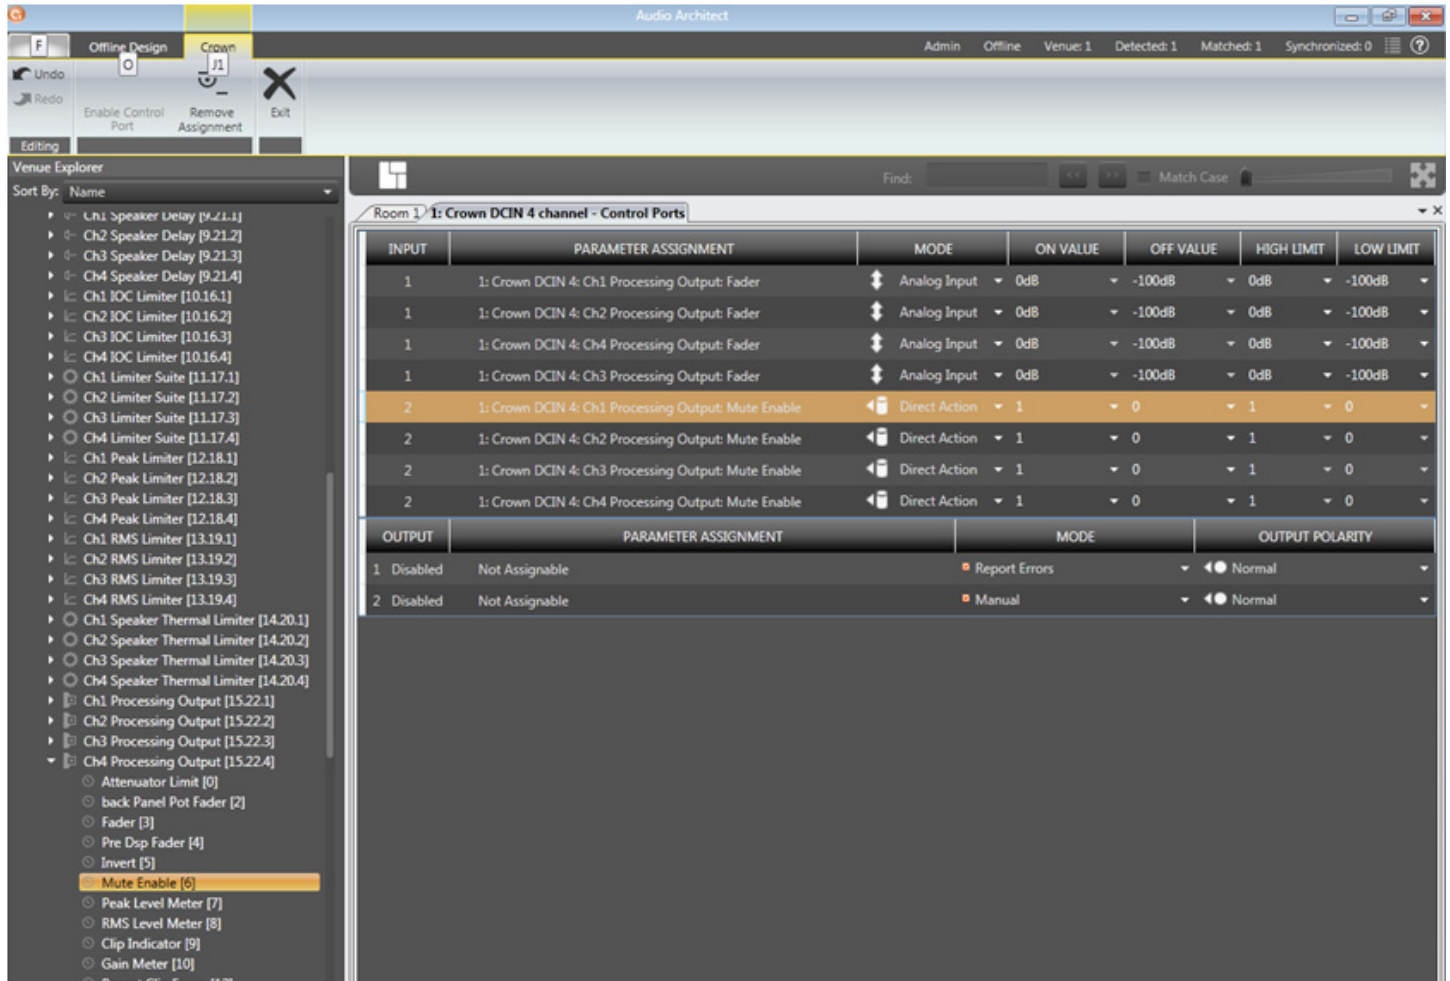 Audio Architect
F Offline Design Crown Admin Offline Venue: 1 Detected: 1 Matched: 1 Synchronized: 0 ?
O J1
Undo
Redo
Enable Control Port Remove Assignment Exit
Editing
Venue Explorer
Sort By: Name
Find: << >> Match Case
Room 1 1: Crown DCIN 4 channel - Control Ports
Ch1 Speaker Delay [9.21.1]
Ch2 Speaker Delay [9.21.2]
Ch3 Speaker Delay [9.21.3]
Ch4 Speaker Delay [9.21.4]
Ch1 IOC Limiter [10.16.1]
Ch2 IOC Limiter [10.16.2]
Ch3 IOC Limiter [10.16.3]
Ch4 IOC Limiter [10.16.4]
Ch1 Limiter Suite [11.17.1]
Ch2 Limiter Suite [11.17.2]
Ch3 Limiter Suite [11.17.3]
Ch4 Limiter Suite [11.17.4]
Ch1 Peak Limiter [12.18.1]
Ch2 Peak Limiter [12.18.2]
Ch3 Peak Limiter [12.18.3]
Ch4 Peak Limiter [12.18.4]
Ch1 RMS Limiter [13.19.1]
Ch2 RMS Limiter [13.19.2]
Ch3 RMS Limiter [13.19.3]
Ch4 RMS Limiter [13.19.4]
Ch1 Speaker Thermal Limiter [14.20.1]
Ch2 Speaker Thermal Limiter [14.20.2]
Ch3 Speaker Thermal Limiter [14.20.3]
Ch4 Speaker Thermal Limiter [14.20.4]
Ch1 Processing Output [15.22.1]
Ch2 Processing Output [15.22.2]
Ch3 Processing Output [15.22.3]
Ch4 Processing Output [15.22.4]
Attenuator Limit [0]
back Panel Pot Fader [2]
Fader [3]
Pre Dsp Fader [4]
Invert [5]
Mute Enable [6]
Peak Level Meter [7]
RMS Level Meter [8]
Clip Indicator [9]
Gain Meter [10]
INPUT PARAMETER ASSIGNMENT MODE ON VALUE OFF VALUE HIGH LIMIT LOW LIMIT
1 1: Crown DCIN 4: Ch1 Processing Output: Fader Analog Input 0dB -100dB 0dB -100dB
1 1: Crown DCIN 4: Ch2 Processing Output: Fader Analog Input 0dB -100dB 0dB -100dB
1 1: Crown DCIN 4: Ch4 Processing Output: Fader Analog Input 0dB -100dB 0dB -100dB
1 1: Crown DCIN 4: Ch3 Processing Output: Fader Analog Input 0dB -100dB 0dB -100dB
2 1: Crown DCIN 4: Ch1 Processing Output: Mute Enable Direct Action 1 0 1 0
2 1: Crown DCIN 4: Ch2 Processing Output: Mute Enable Direct Action 1 0 1 0
2 1: Crown DCIN 4: Ch3 Processing Output: Mute Enable Direct Action 1 0 1 0
2 1: Crown DCIN 4: Ch4 Processing Output: Mute Enable Direct Action 1 0 1 0
OUTPUT PARAMETER ASSIGNMENT MODE OUTPUT POLARITY
1 Disabled Not Assignable Report Errors Normal
2 Disabled Not Assignable Manual Normal